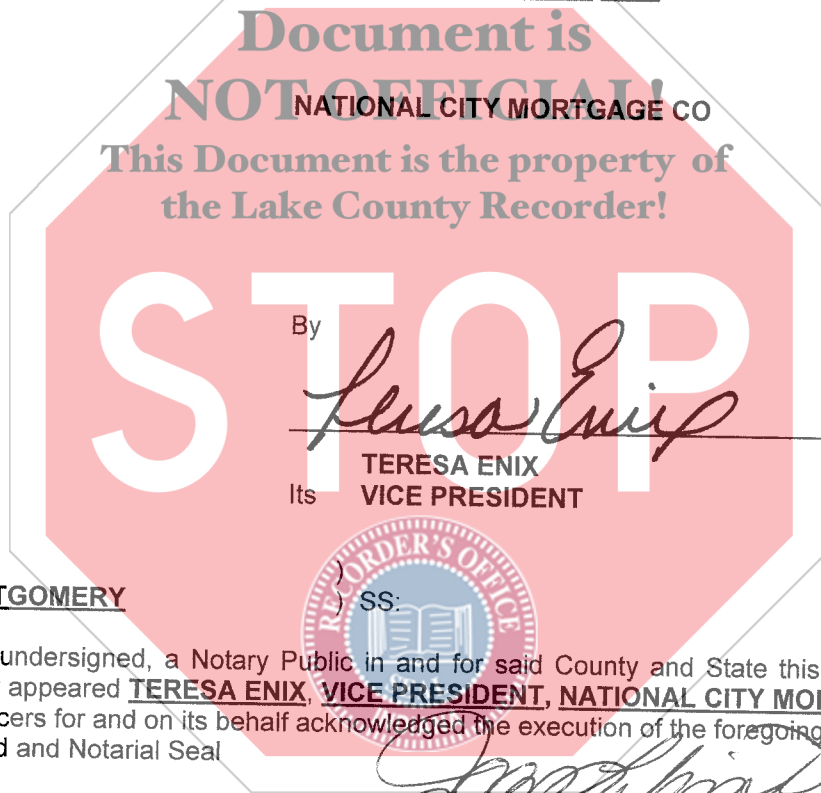 Document is
NOT OFFICIAL!
NATIONAL CITY MORTGAGE CO
This Document is the property of
the Lake County Recorder!
STOP
By
Teresa Enix
TERESA ENIX
Its VICE PRESIDENT
RECORDER'S OFFICE
)
TGOMERY ) SS:
undersigned, a Notary Public in and for said County and State this
appeared TERESA ENIX, VICE PRESIDENT, NATIONAL CITY MO
cers for and on its behalf acknowledged the execution of the foregoing
d and Notarial Seal